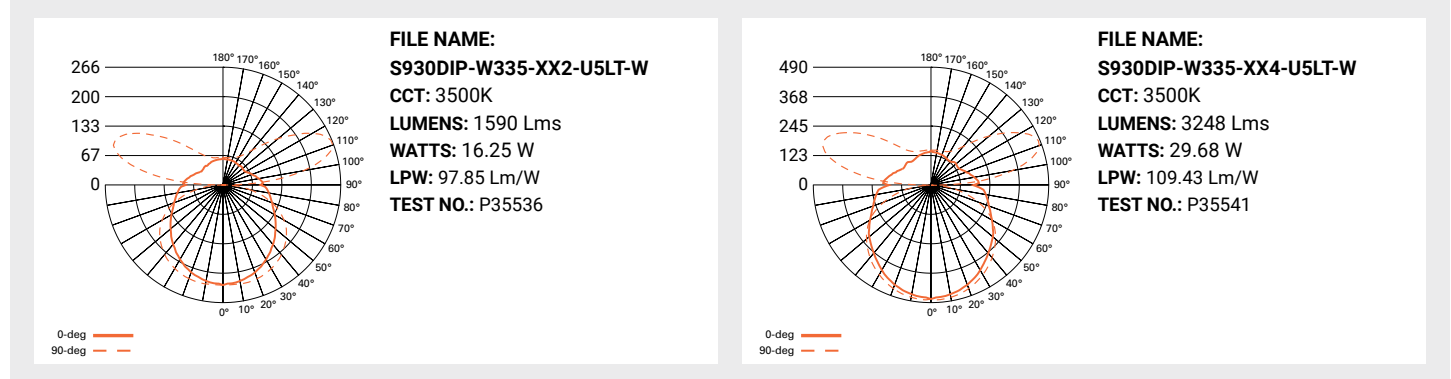 266
200
133
67
0
180°
170°
160°
150°
140°
130°
120°
110°
100°
90°
80°
70°
60°
50°
40°
30°
20°
10°
0°
0-deg
90-deg
FILE NAME:
S930DIP-W335-XX2-U5LT-W
CCT: 3500K
LUMENS: 1590 Lms
WATTS: 16.25 W
LPW: 97.85 Lm/W
TEST NO.: P35536
490
368
245
123
0
180°
170°
160°
150°
140°
130°
120°
110°
100°
90°
80°
70°
60°
50°
40°
30°
20°
10°
0°
0-deg
90-deg
FILE NAME:
S930DIP-W335-XX4-U5LT-W
CCT: 3500K
LUMENS: 3248 Lms
WATTS: 29.68 W
LPW: 109.43 Lm/W
TEST NO.: P35541